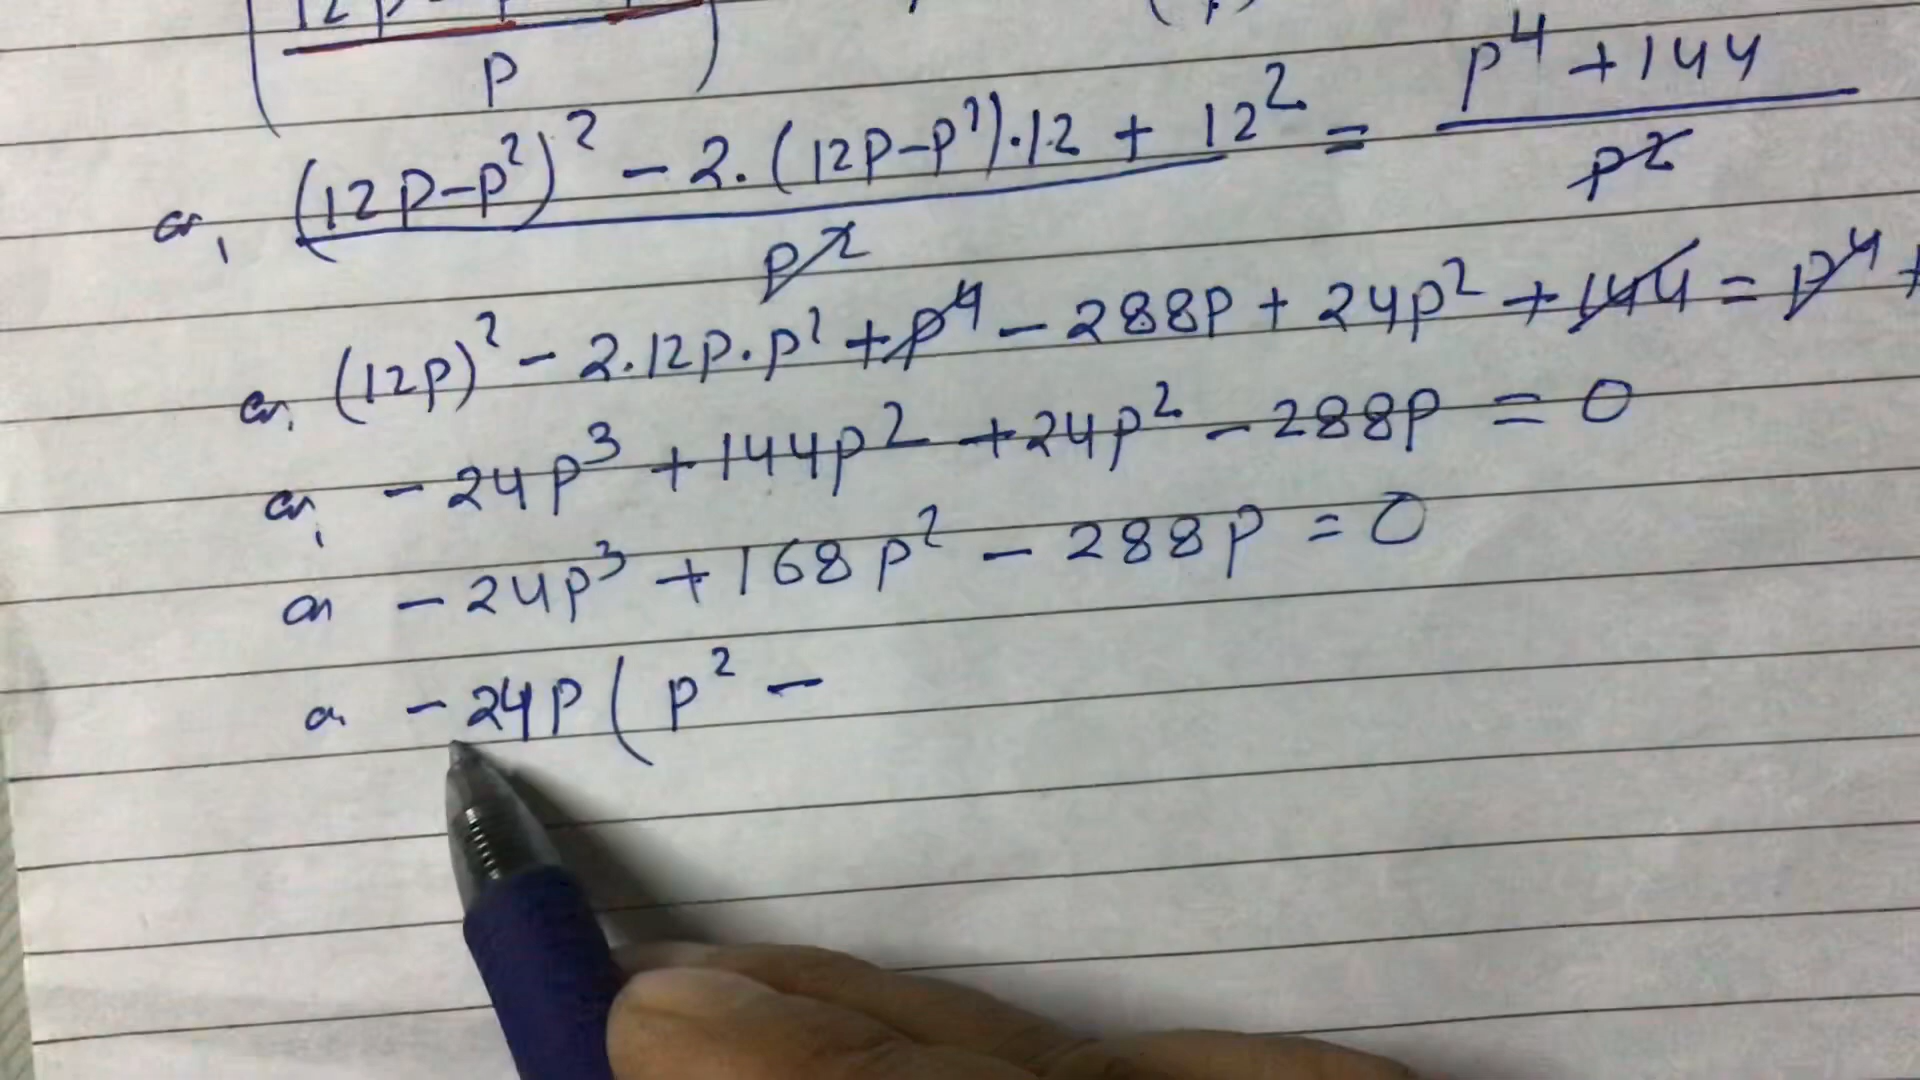 p
p⁴ + 144
or, (12p-p²)² - 2.(12p-p²).12 + 12² =
p²
p²
or, (12p)² - 2.12p.p² + p⁴ - 288p + 24p² + 144 = p⁴ +
or, - 24p³ + 144p² + 24p² - 288p = 0
or - 24p³ + 168p² - 288p = 0
or - 24p ( p² -